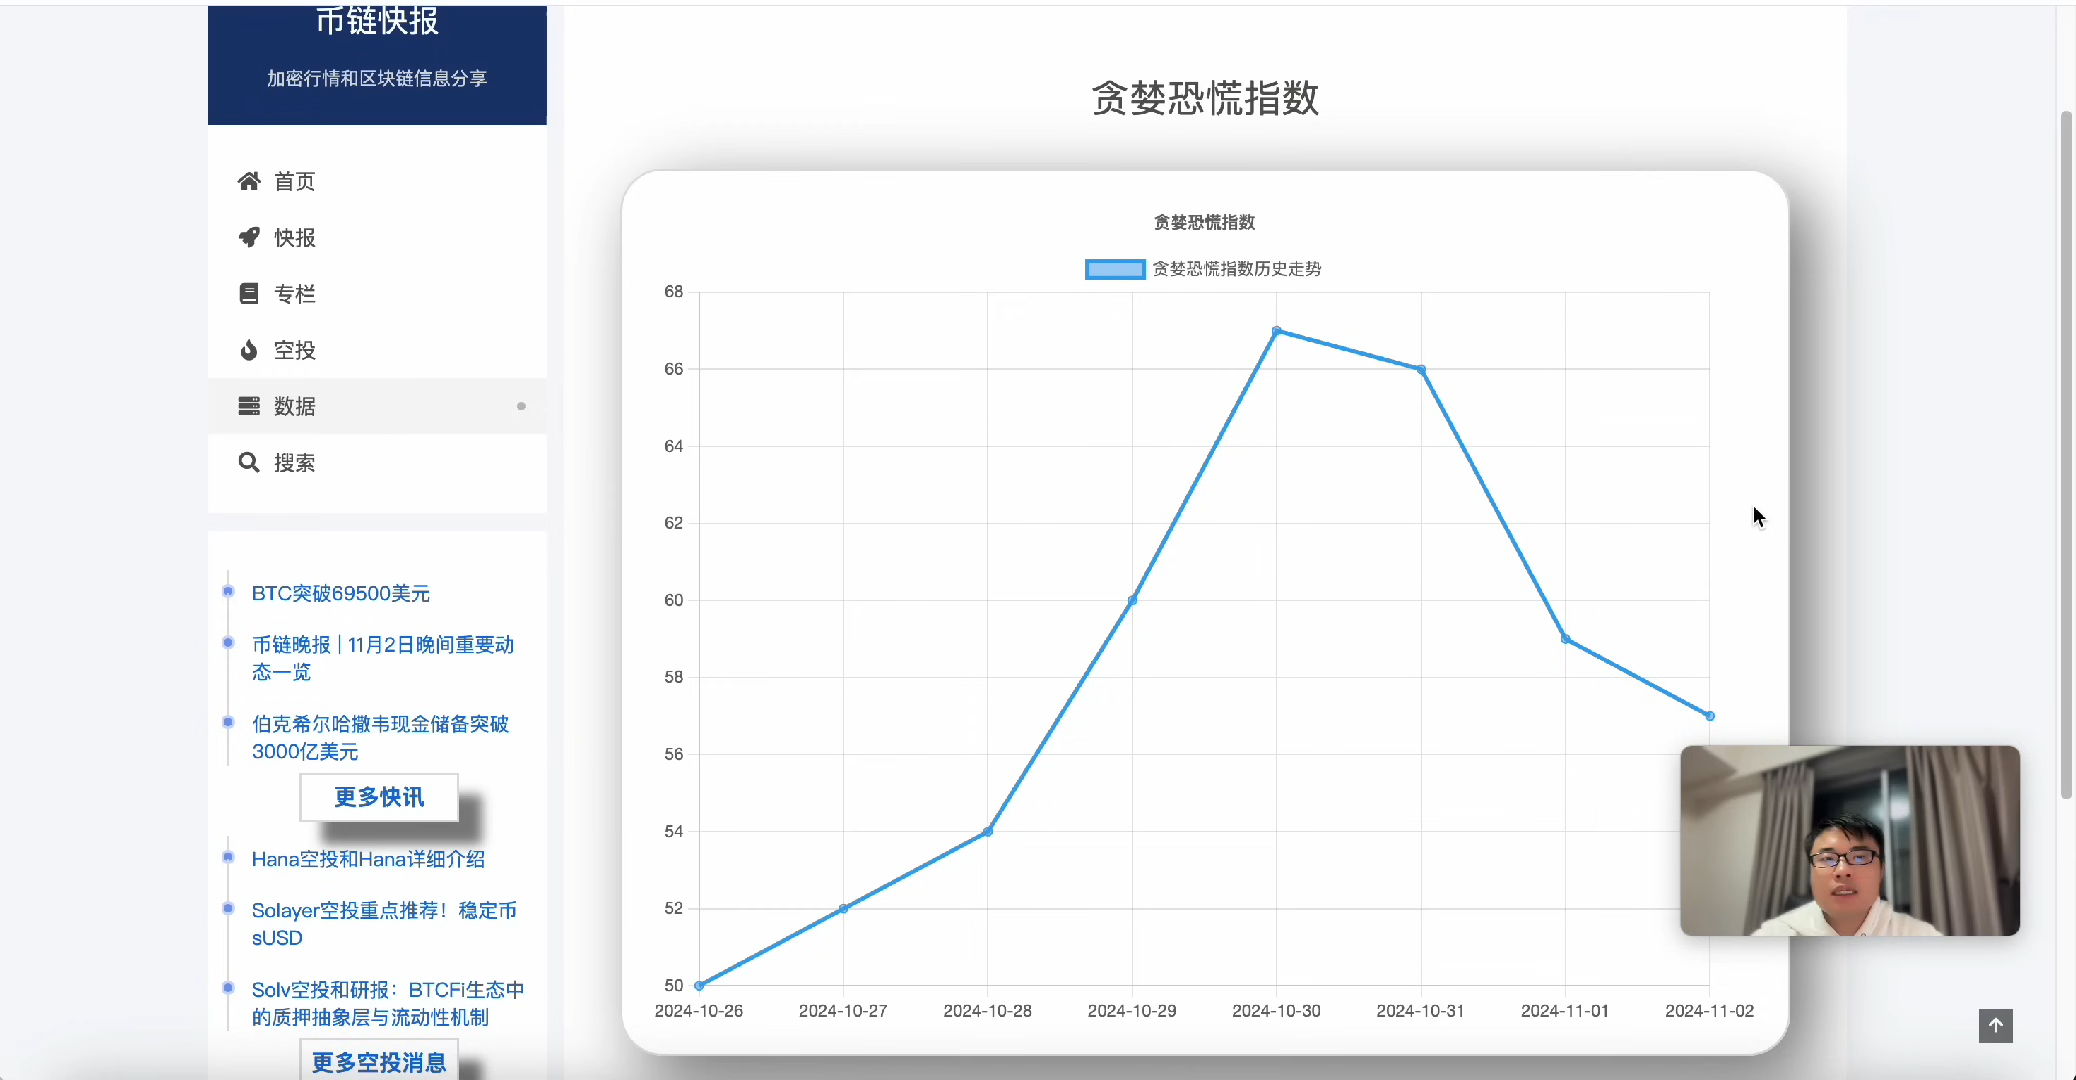 币链快报
加密行情和区块链信息分享
首页
快报
专栏
空投
数据
搜索
BTC突破69500美元
币链晚报 | 11月2日晚间重要动
态一览
伯克希尔哈撒韦现金储备突破
3000亿美元
更多快讯
Hana空投和Hana详细介绍
Solayer空投重点推荐！稳定币
sUSD
Solv空投和研报：BTCFi生态中
的质押抽象层与流动性机制
更多空投消息
贪婪恐慌指数
贪婪恐慌指数
贪婪恐慌指数历史走势
68
66
64
62
60
58
56
54
52
50
2024-10-26 2024-10-27 2024-10-28 2024-10-29 2024-10-30 2024-10-31 2024-11-01 2024-11-02